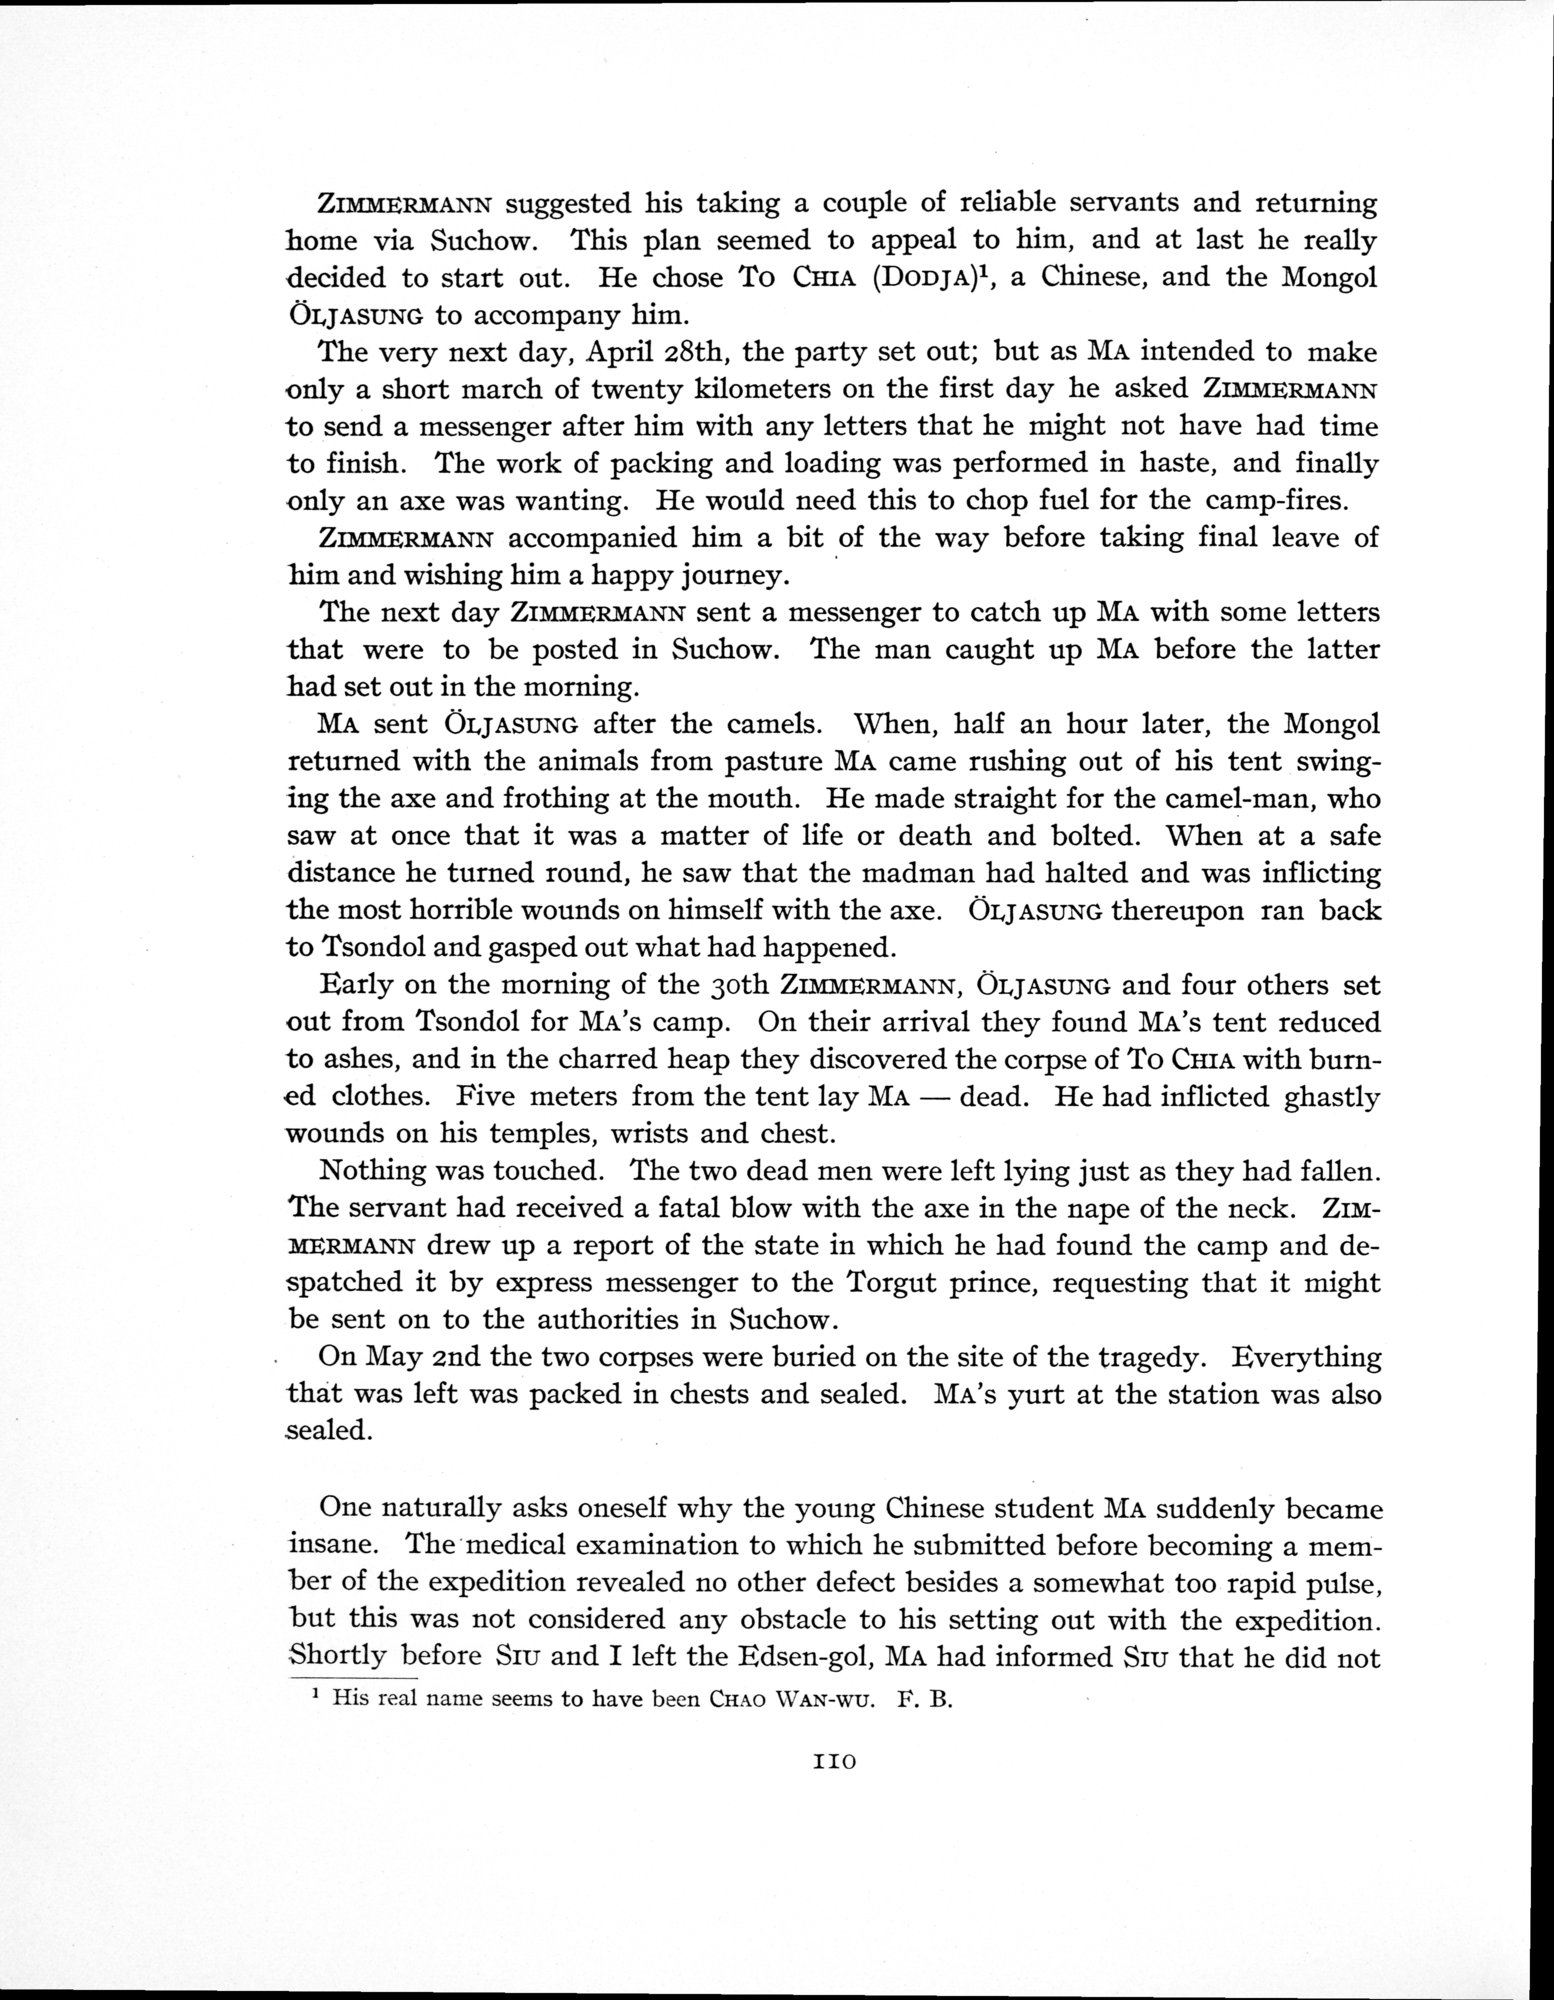 ZIMMERMANN suggested his taking a couple of reliable servants and returning
home via Suchow. This plan seemed to appeal to him, and at last he really
decided to start out. He chose TO CHIA (DODJA)¹, a Chinese, and the Mongol
ÖLJASUNG to accompany him.
The very next day, April 28th, the party set out; but as MA intended to make
only a short march of twenty kilometers on the first day he asked ZIMMERMANN
to send a messenger after him with any letters that he might not have had time
to finish. The work of packing and loading was performed in haste, and finally
only an axe was wanting. He would need this to chop fuel for the camp-fires.
ZIMMERMANN accompanied him a bit of the way before taking final leave of
him and wishing him a happy journey.
The next day ZIMMERMANN sent a messenger to catch up MA with some letters
that were to be posted in Suchow. The man caught up MA before the latter
had set out in the morning.
MA sent ÖLJASUNG after the camels. When, half an hour later, the Mongol
returned with the animals from pasture MA came rushing out of his tent swing-
ing the axe and frothing at the mouth. He made straight for the camel-man, who
saw at once that it was a matter of life or death and bolted. When at a safe
distance he turned round, he saw that the madman had halted and was inflicting
the most horrible wounds on himself with the axe. ÖLJASUNG thereupon ran back
to Tsondol and gasped out what had happened.
Early on the morning of the 30th ZIMMERMANN, ÖLJASUNG and four others set
out from Tsondol for MA's camp. On their arrival they found MA's tent reduced
to ashes, and in the charred heap they discovered the corpse of TO CHIA with burn-
ed clothes. Five meters from the tent lay MA — dead. He had inflicted ghastly
wounds on his temples, wrists and chest.
Nothing was touched. The two dead men were left lying just as they had fallen.
The servant had received a fatal blow with the axe in the nape of the neck. ZIM-
MERMANN drew up a report of the state in which he had found the camp and de-
spatched it by express messenger to the Torgut prince, requesting that it might
be sent on to the authorities in Suchow.
On May 2nd the two corpses were buried on the site of the tragedy. Everything
that was left was packed in chests and sealed. MA's yurt at the station was also
sealed.
One naturally asks oneself why the young Chinese student MA suddenly became
insane. The medical examination to which he submitted before becoming a mem-
ber of the expedition revealed no other defect besides a somewhat too rapid pulse,
but this was not considered any obstacle to his setting out with the expedition.
Shortly before SIU and I left the Edsen-gol, MA had informed SIU that he did not
¹ His real name seems to have been CHAO WAN-WU. F. B.
110